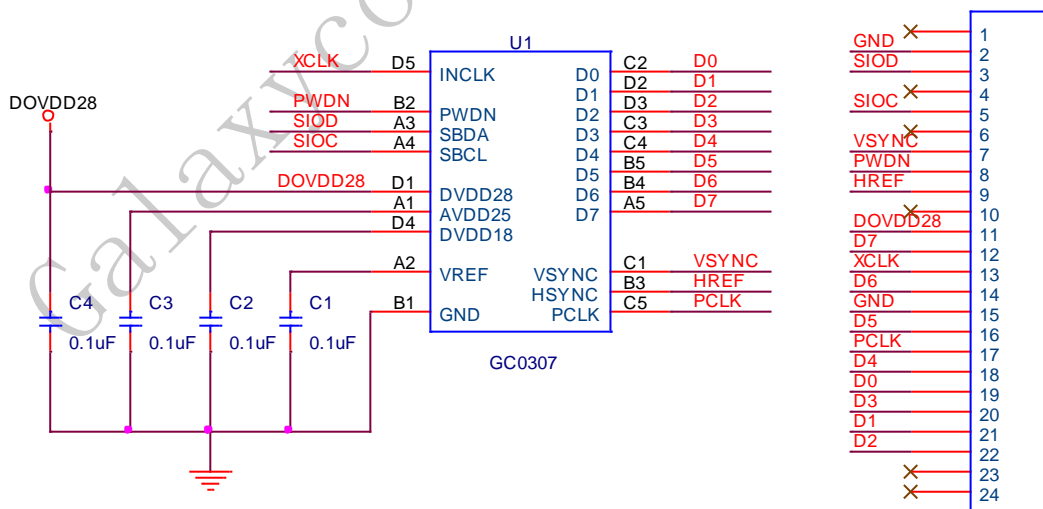 Galaxyco
DOVDD28
U1
GC0307
XCLK D5 INCLK
PWDN B2 PWDN
SIOD A3 SBDA
SIOC A4 SBCL
DOVDD28 D1 DVDD28
A1 AVDD25
D4 DVDD18
A2 VREF
B1 GND
D0 C2 D0
D1 D2 D1
D2 D3 D2
D3 C3 D3
D4 C4 D4
D5 B5 D5
D6 B4 D6
D7 A5 D7
VSYNC C1 VSYNC
HSYNC B3 HREF
PCLK C5 PCLK
C4 0.1uF
C3 0.1uF
C2 0.1uF
C1 0.1uF
1
GND 2
SIOD 3
4
SIOC 5
6
VSYNC 7
PWDN 8
HREF 9
10
DOVDD28 11
D7 12
XCLK 13
D6 14
GND 15
D5 16
PCLK 17
D4 18
D0 19
D3 20
D1 21
D2 22
23
24